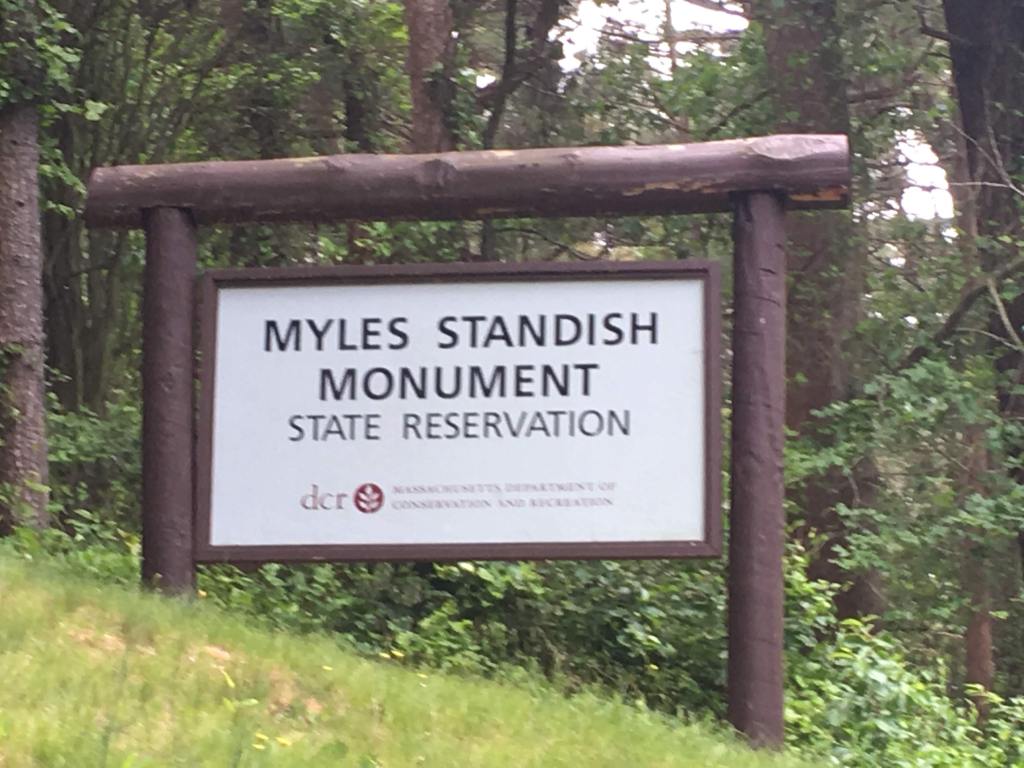 MYLES STANDISH
MONUMENT
STATE RESERVATION
dcr
MASSACHUSETTS DEPARTMENT OF
CONSERVATION AND RECREATION